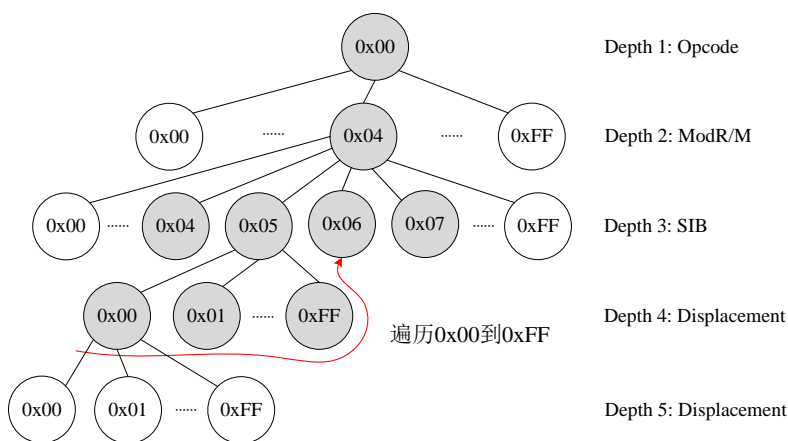 0x00 Depth 1: Opcode
0x00 ...... 0x04 ...... 0xFF Depth 2: ModR/M
0x00 ...... 0x04 0x05 0x06 0x07 ...... 0xFF Depth 3: SIB
0x00 0x01 ...... 0xFF 遍历0x00到0xFF Depth 4: Displacement
0x00 0x01 ...... 0xFF Depth 5: Displacement